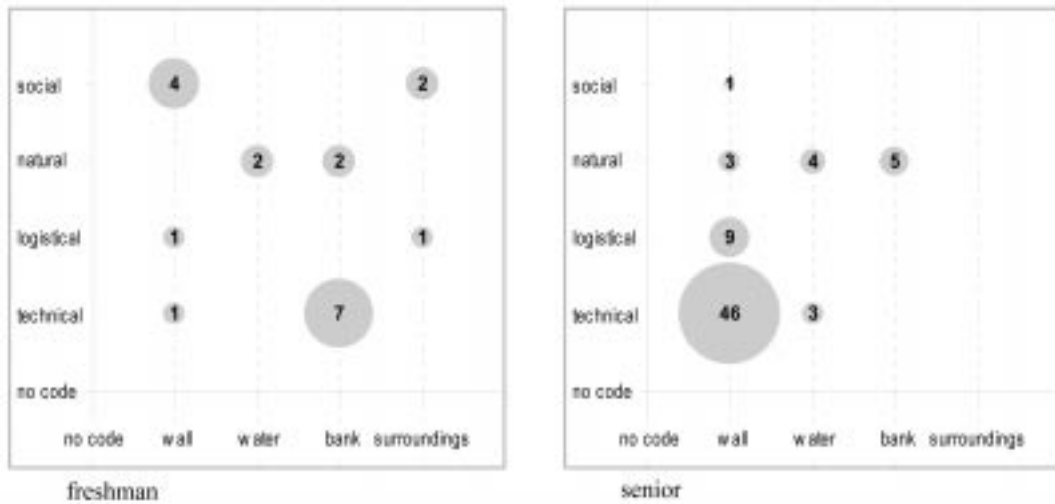 social 4 2
natural 2 2
logistical 1 1
technical 1 7
no code
no code wall water bank surroundings
freshman
social 1
natural 3 4 5
logistical 9
technical 46 3
no code
no code wall water bank surroundings
senior